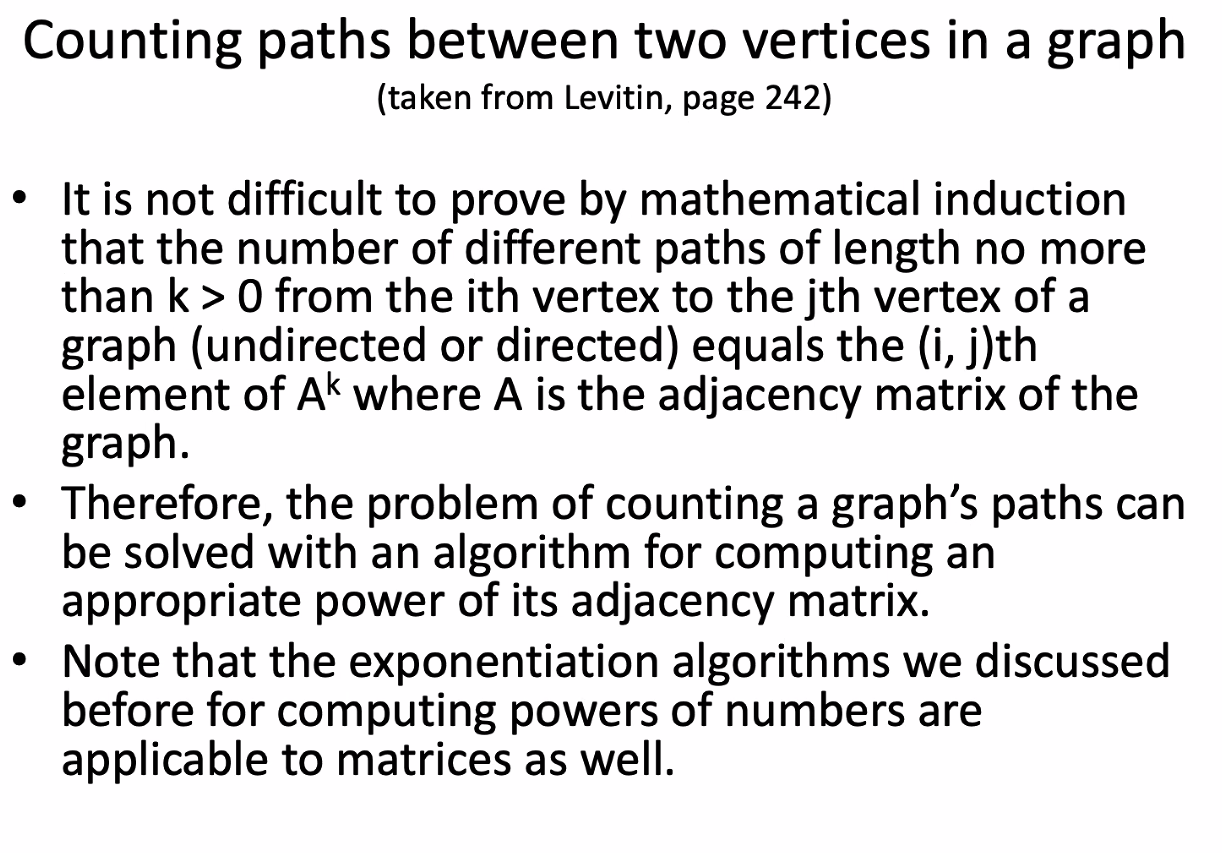 Counting paths between two vertices in a graph
(taken from Levitin, page 242)
• It is not difficult to prove by mathematical induction
that the number of different paths of length no more
than k > 0 from the ith vertex to the jth vertex of a
graph (undirected or directed) equals the (i, j)th
element of Aᵏ where A is the adjacency matrix of the
graph.
• Therefore, the problem of counting a graph’s paths can
be solved with an algorithm for computing an
appropriate power of its adjacency matrix.
• Note that the exponentiation algorithms we discussed
before for computing powers of numbers are
applicable to matrices as well.